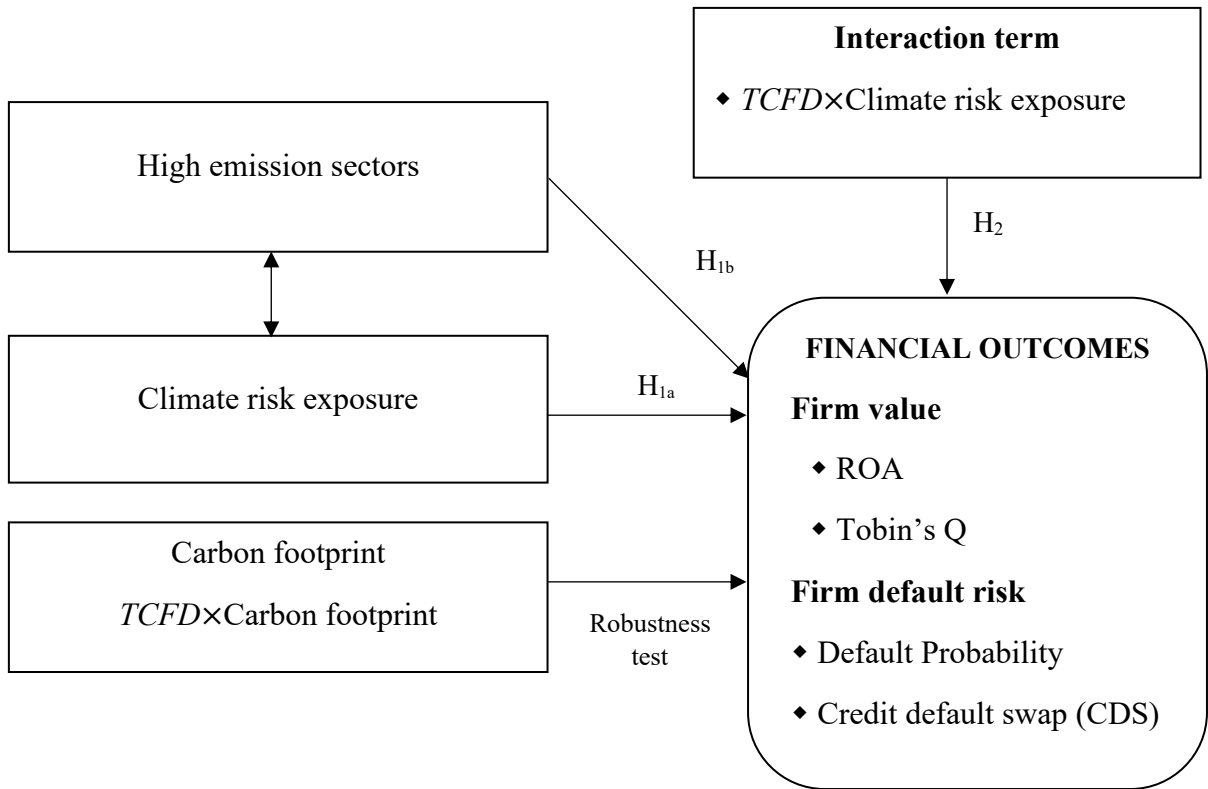 Interaction term
◆ TCFD×Climate risk exposure
High emission sectors
H₂
H₁b
Climate risk exposure
H₁a
FINANCIAL OUTCOMES
Firm value
◆ ROA
◆ Tobin’s Q
Firm default risk
◆ Default Probability
◆ Credit default swap (CDS)
Carbon footprint
TCFD×Carbon footprint
Robustness
test